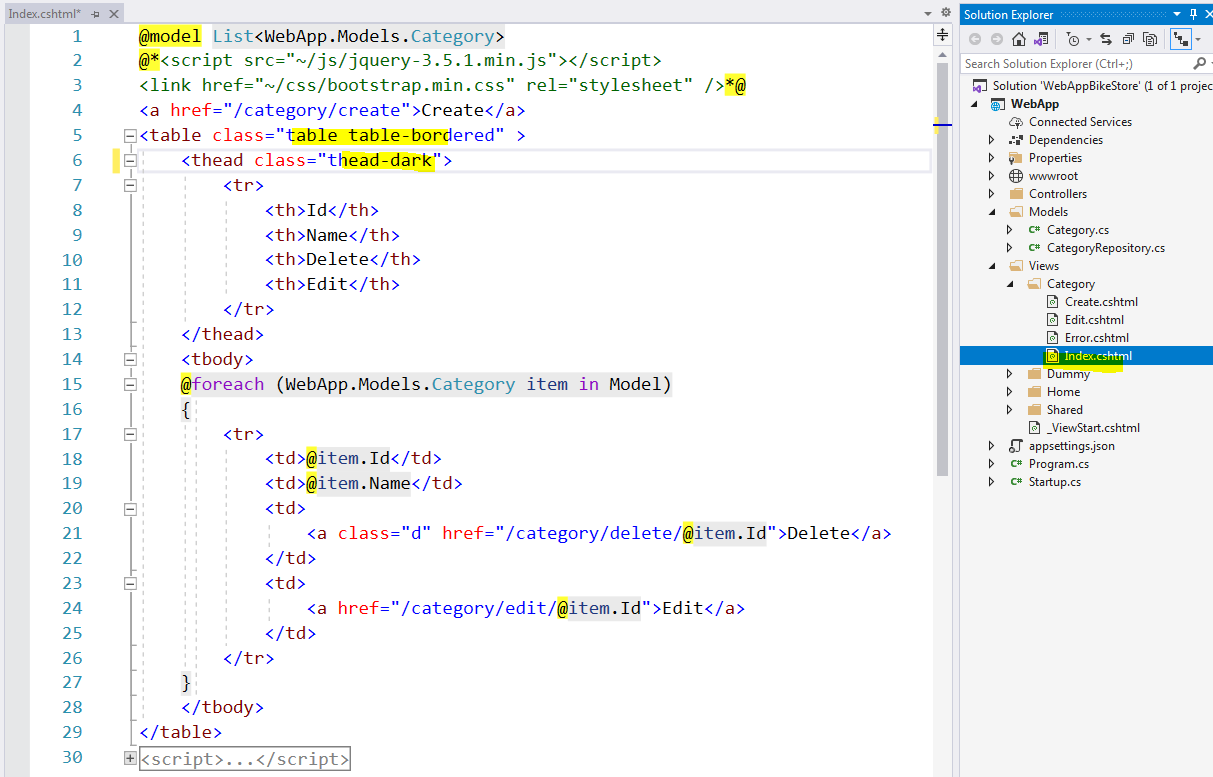 Index.cshtml*
1 @model List<WebApp.Models.Category>
2 @*<script src="~/js/jquery-3.5.1.min.js"></script>
3 <link href="~/css/bootstrap.min.css" rel="stylesheet" />*@
4 <a href="/category/create">Create</a>
5 <table class="table table-bordered" >
6 <thead class="thead-dark">
7 <tr>
8 <th>Id</th>
9 <th>Name</th>
10 <th>Delete</th>
11 <th>Edit</th>
12 </tr>
13 </thead>
14 <tbody>
15 @foreach (WebApp.Models.Category item in Model)
16 {
17 <tr>
18 <td>@item.Id</td>
19 <td>@item.Name</td>
20 <td>
21 <a class="d" href="/category/delete/@item.Id">Delete</a>
22 </td>
23 <td>
24 <a href="/category/edit/@item.Id">Edit</a>
25 </td>
26 </tr>
27 }
28 </tbody>
29 </table>
30 <script>...</script>
Solution Explorer
Search Solution Explorer (Ctrl+;)
Solution 'WebAppBikeStore' (1 of 1 projec
WebApp
Connected Services
Dependencies
Properties
wwwroot
Controllers
Models
C# Category.cs
C# CategoryRepository.cs
Views
Category
Create.cshtml
Edit.cshtml
Error.cshtml
Index.cshtml
Dummy
Home
Shared
_ViewStart.cshtml
appsettings.json
C# Program.cs
C# Startup.cs